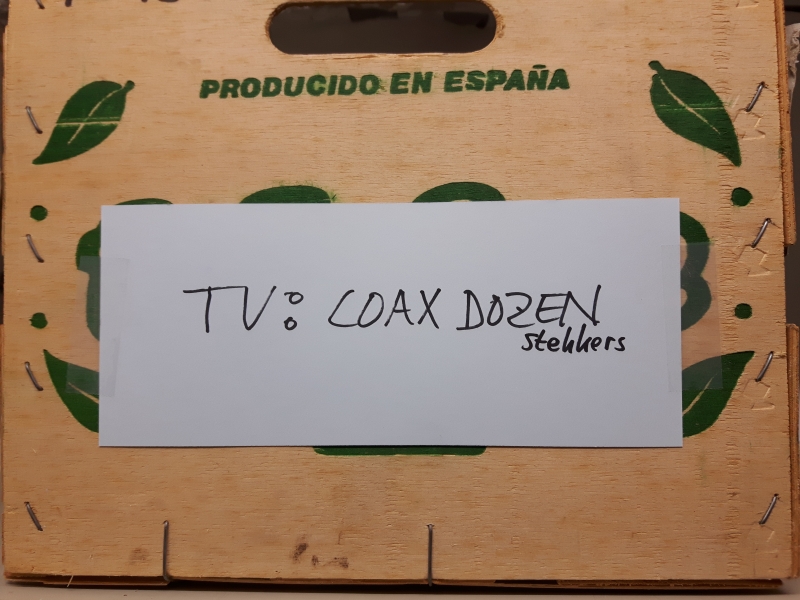 PRODUCIDO EN ESPAÑA
TV: COAX DOZEN
stekkers